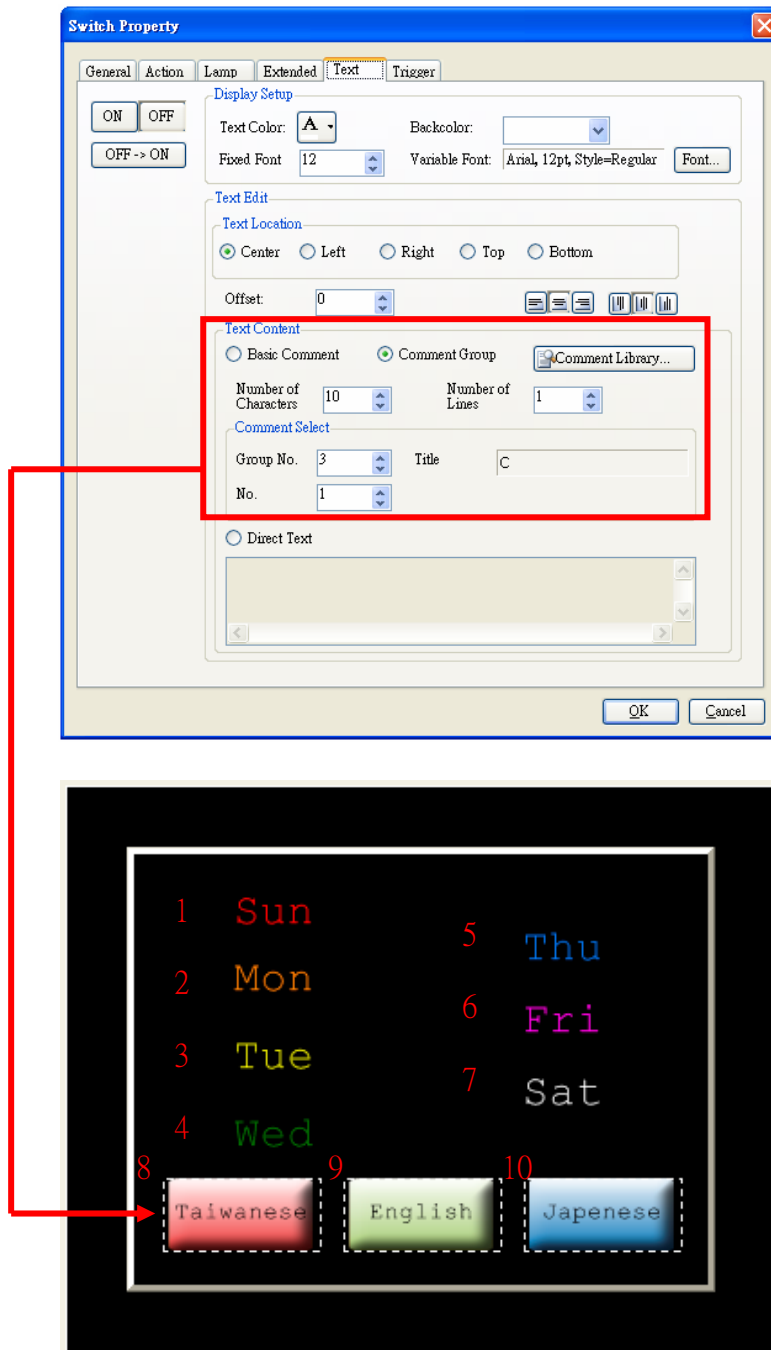 Switch Property
General Action Lamp Extended Text Trigger
ON OFF
OFF -> ON
Display Setup
Text Color: A Backcolor:
Fixed Font 12 Variable Font: Arial, 12pt, Style=Regular Font...
Text Edit
Text Location
Center Left Right Top Bottom
Offset: 0
Text Content
Basic Comment Comment Group Comment Library...
Number of Characters 10 Number of Lines 1
Comment Select
Group No. 3 Title C
No. 1
Direct Text
OK Cancel
1 Sun
5 Thu
2 Mon
6 Fri
3 Tue
7 Sat
4 Wed
8 9 10
Taiwanese English Japenese